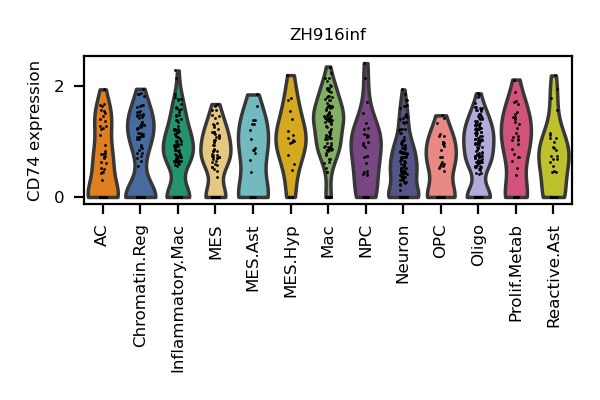 ZH916inf
CD74 expression
2
0
AC
Chromatin.Reg
Inflammatory.Mac
MES
MES.Ast
MES.Hyp
Mac
NPC
Neuron
OPC
Oligo
Prolif.Metab
Reactive.Ast